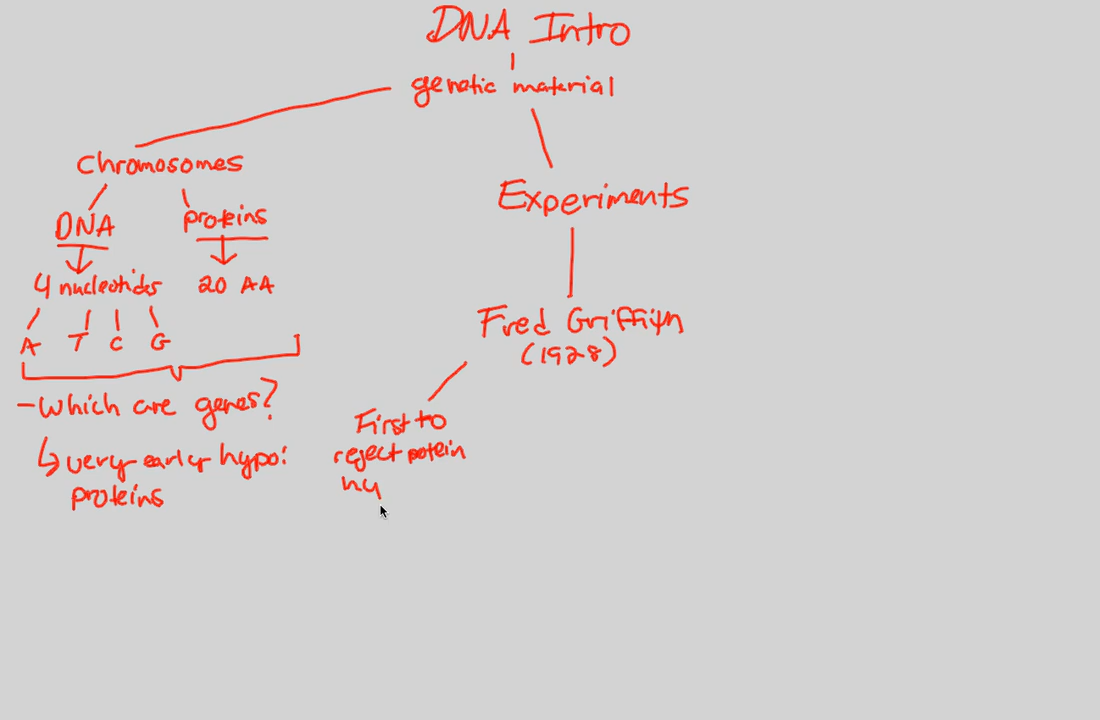 DNA Intro
genetic material
Chromosomes
DNA
proteins
4 nucleotides
20 AA
A T C G
- Which are genes?
↳ very early hypo:
proteins
Experiments
Fred Griffith
(1928)
First to
reject protein
hy